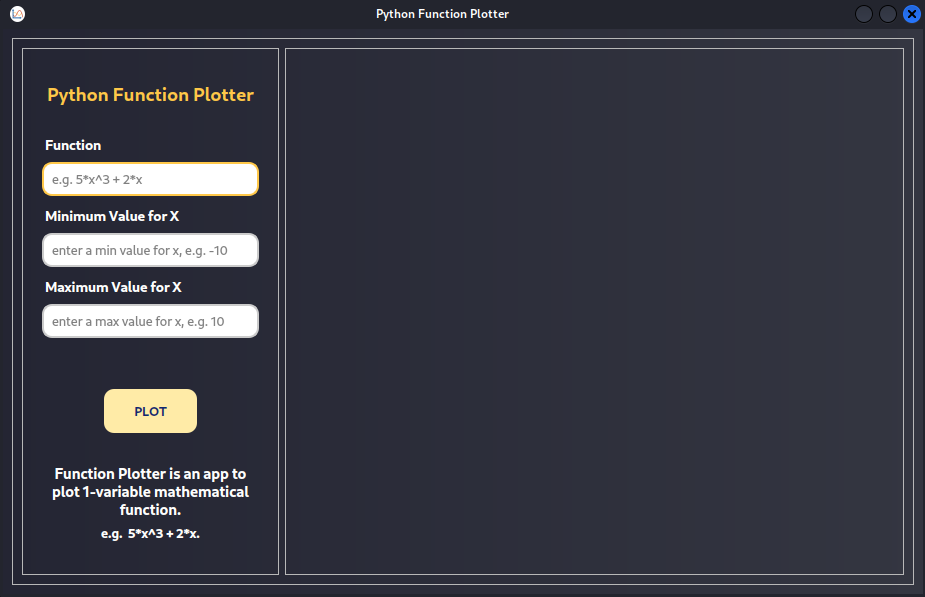 Python Function Plotter
Python Function Plotter
Function
e.g. 5*x^3 + 2*x
Minimum Value for X
enter a min value for x, e.g. -10
Maximum Value for X
enter a max value for x, e.g. 10
PLOT
Function Plotter is an app to
plot 1-variable mathematical
function.
e.g. 5*x^3 + 2*x.